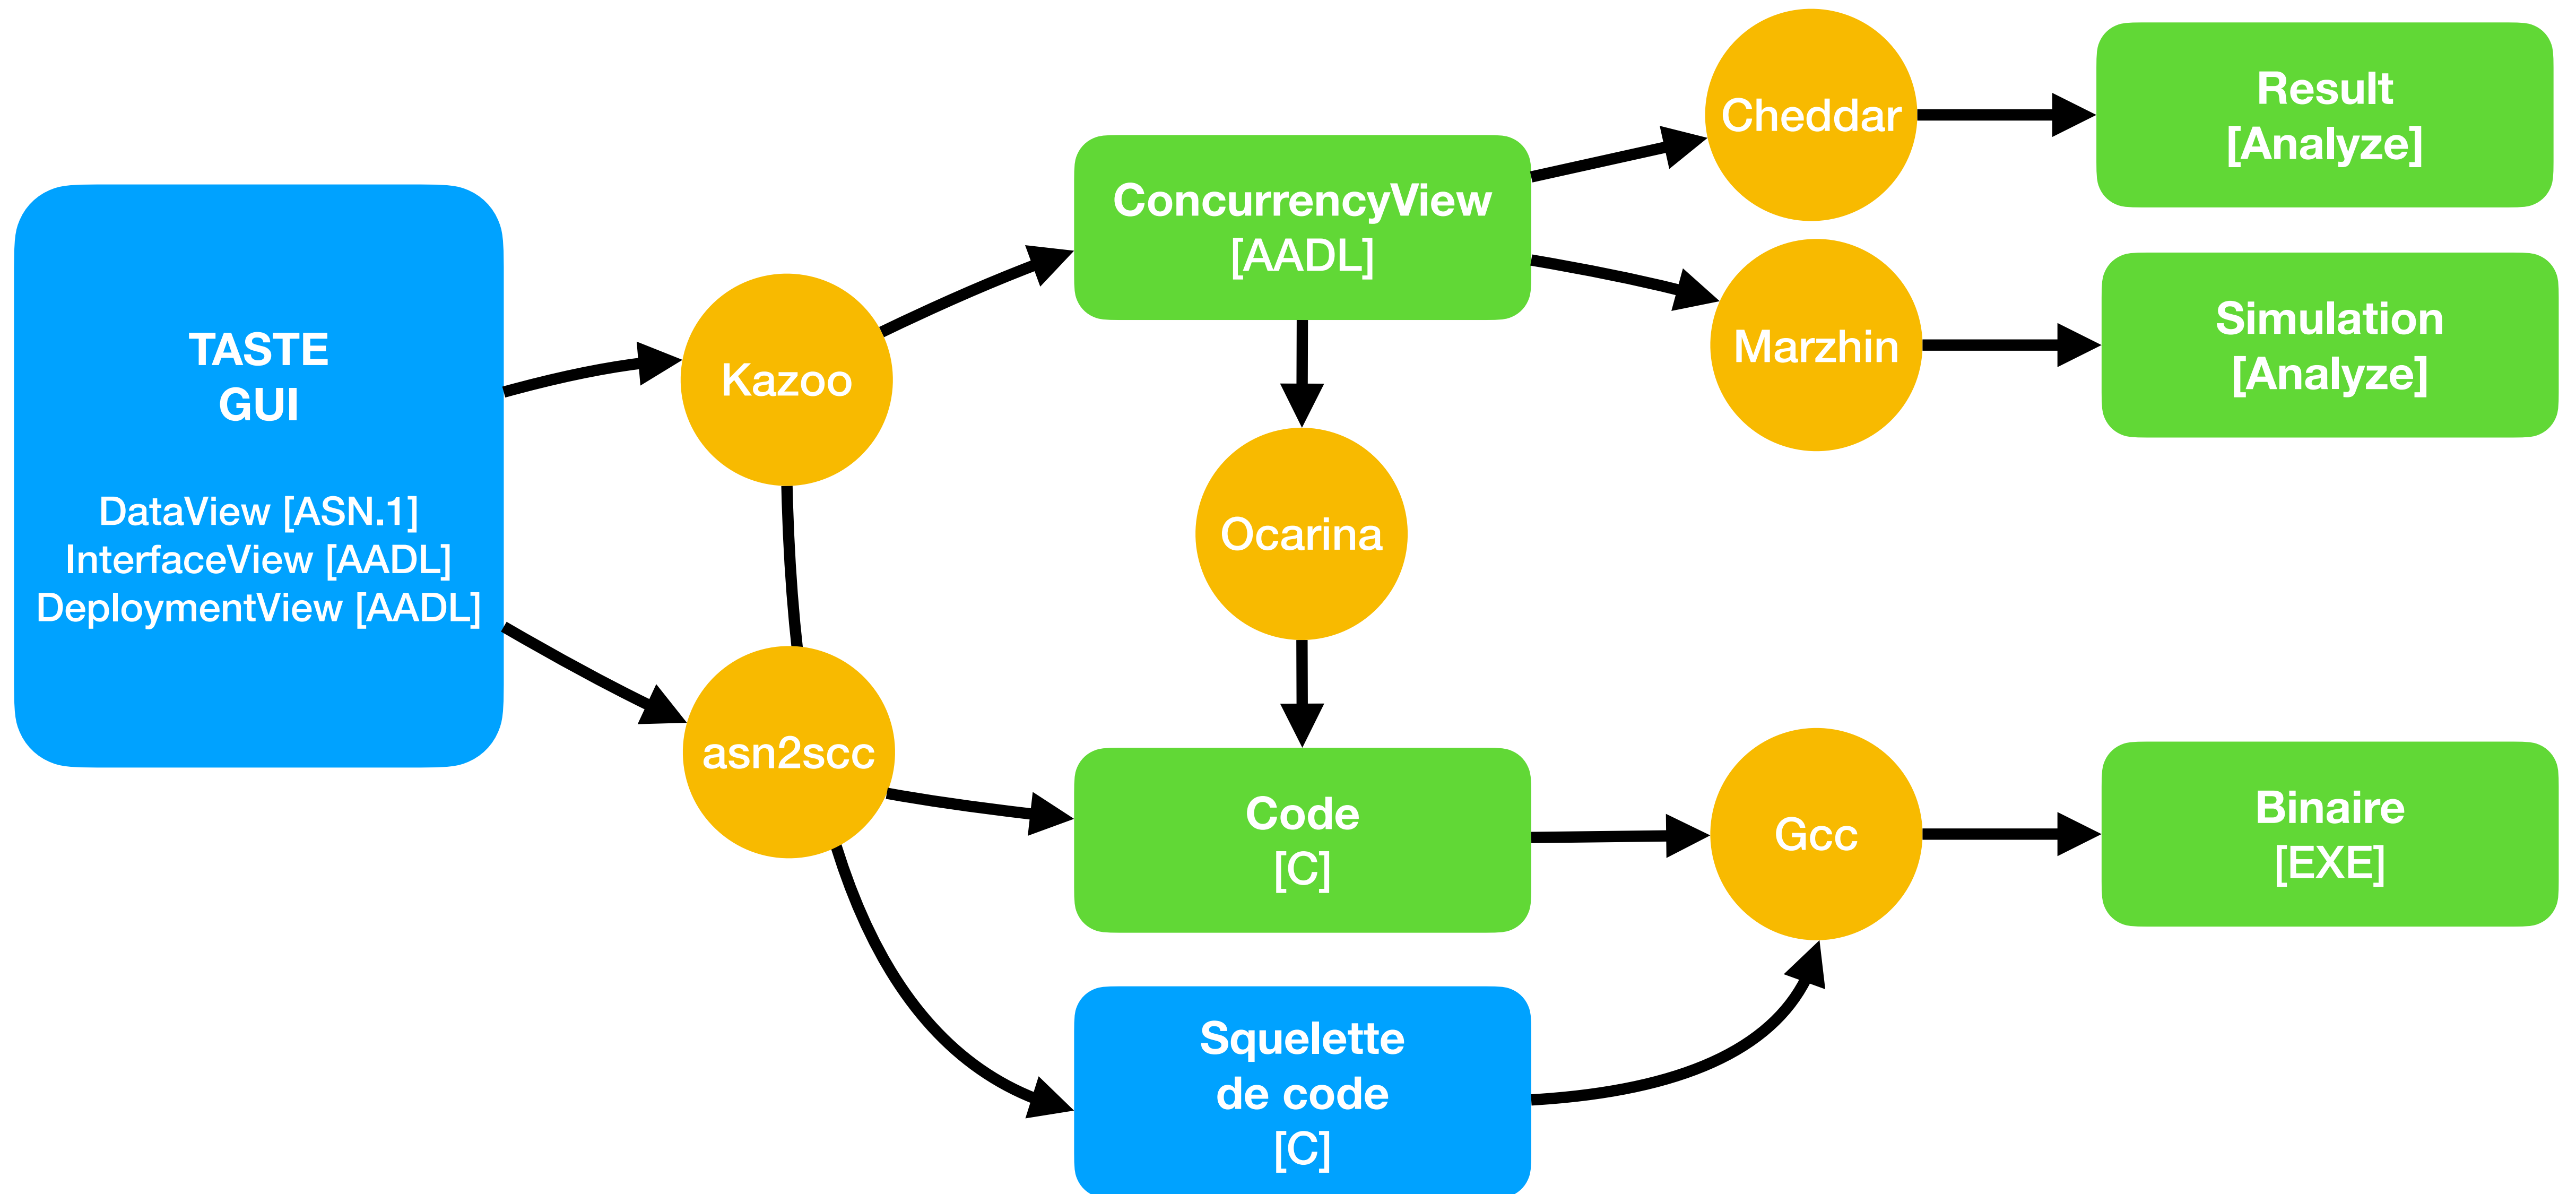 TASTE
GUI
DataView [ASN.1]
InterfaceView [AADL]
DeploymentView [AADL]
Kazoo
asn2scc
ConcurrencyView
[AADL]
Ocarina
Code
[C]
Squelette
de code
[C]
Cheddar
Marzhin
Gcc
Result
[Analyze]
Simulation
[Analyze]
Binaire
[EXE]